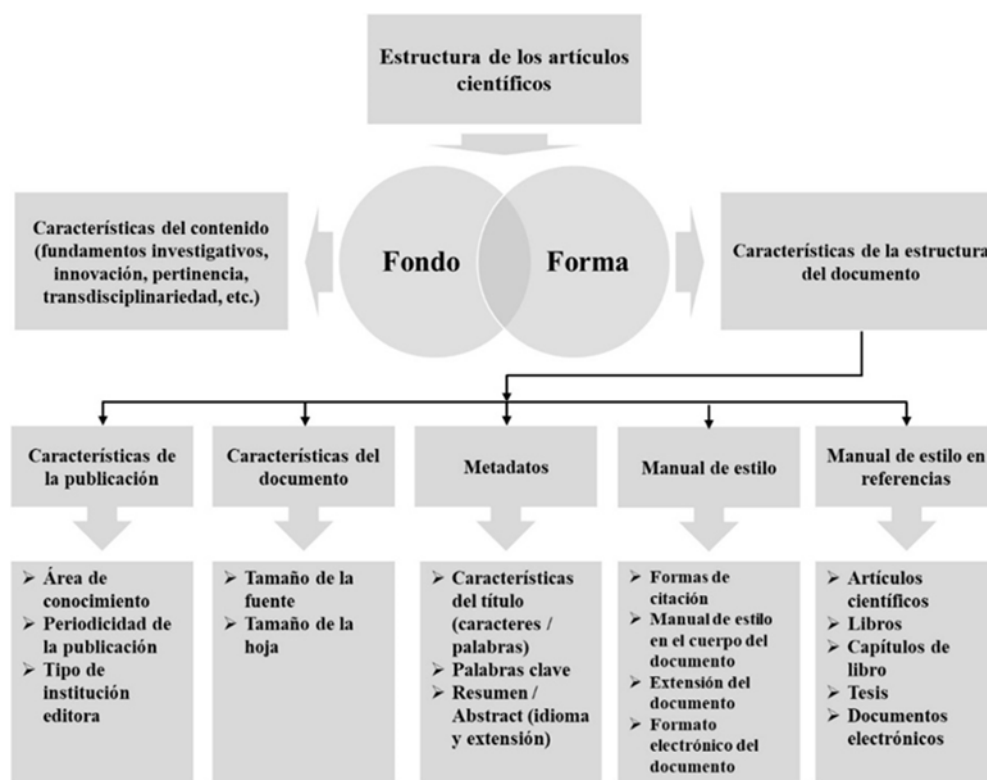 Estructura de los artículos
científicos
Características del contenido
(fundamentos investigativos,
innovación, pertinencia,
transdisciplinariedad, etc.)
Fondo
Forma
Características de la estructura
del documento
Características de
la publicación
Características del
documento
Metadatos
Manual de estilo
Manual de estilo en
referencias
➢ Área de
conocimiento
➢ Periodicidad de
la publicación
➢ Tipo de
institución
editora
➢ Tamaño de la
fuente
➢ Tamaño de la
hoja
➢ Características
del título
(caracteres /
palabras)
➢ Palabras clave
➢ Resumen /
Abstract (idioma
y extensión)
➢ Formas de
citación
➢ Manual de estilo
en el cuerpo del
documento
➢ Extensión del
documento
➢ Formato
electrónico del
documento
➢ Artículos
científicos
➢ Libros
➢ Capítulos de
libro
➢ Tesis
➢ Documentos
electrónicos